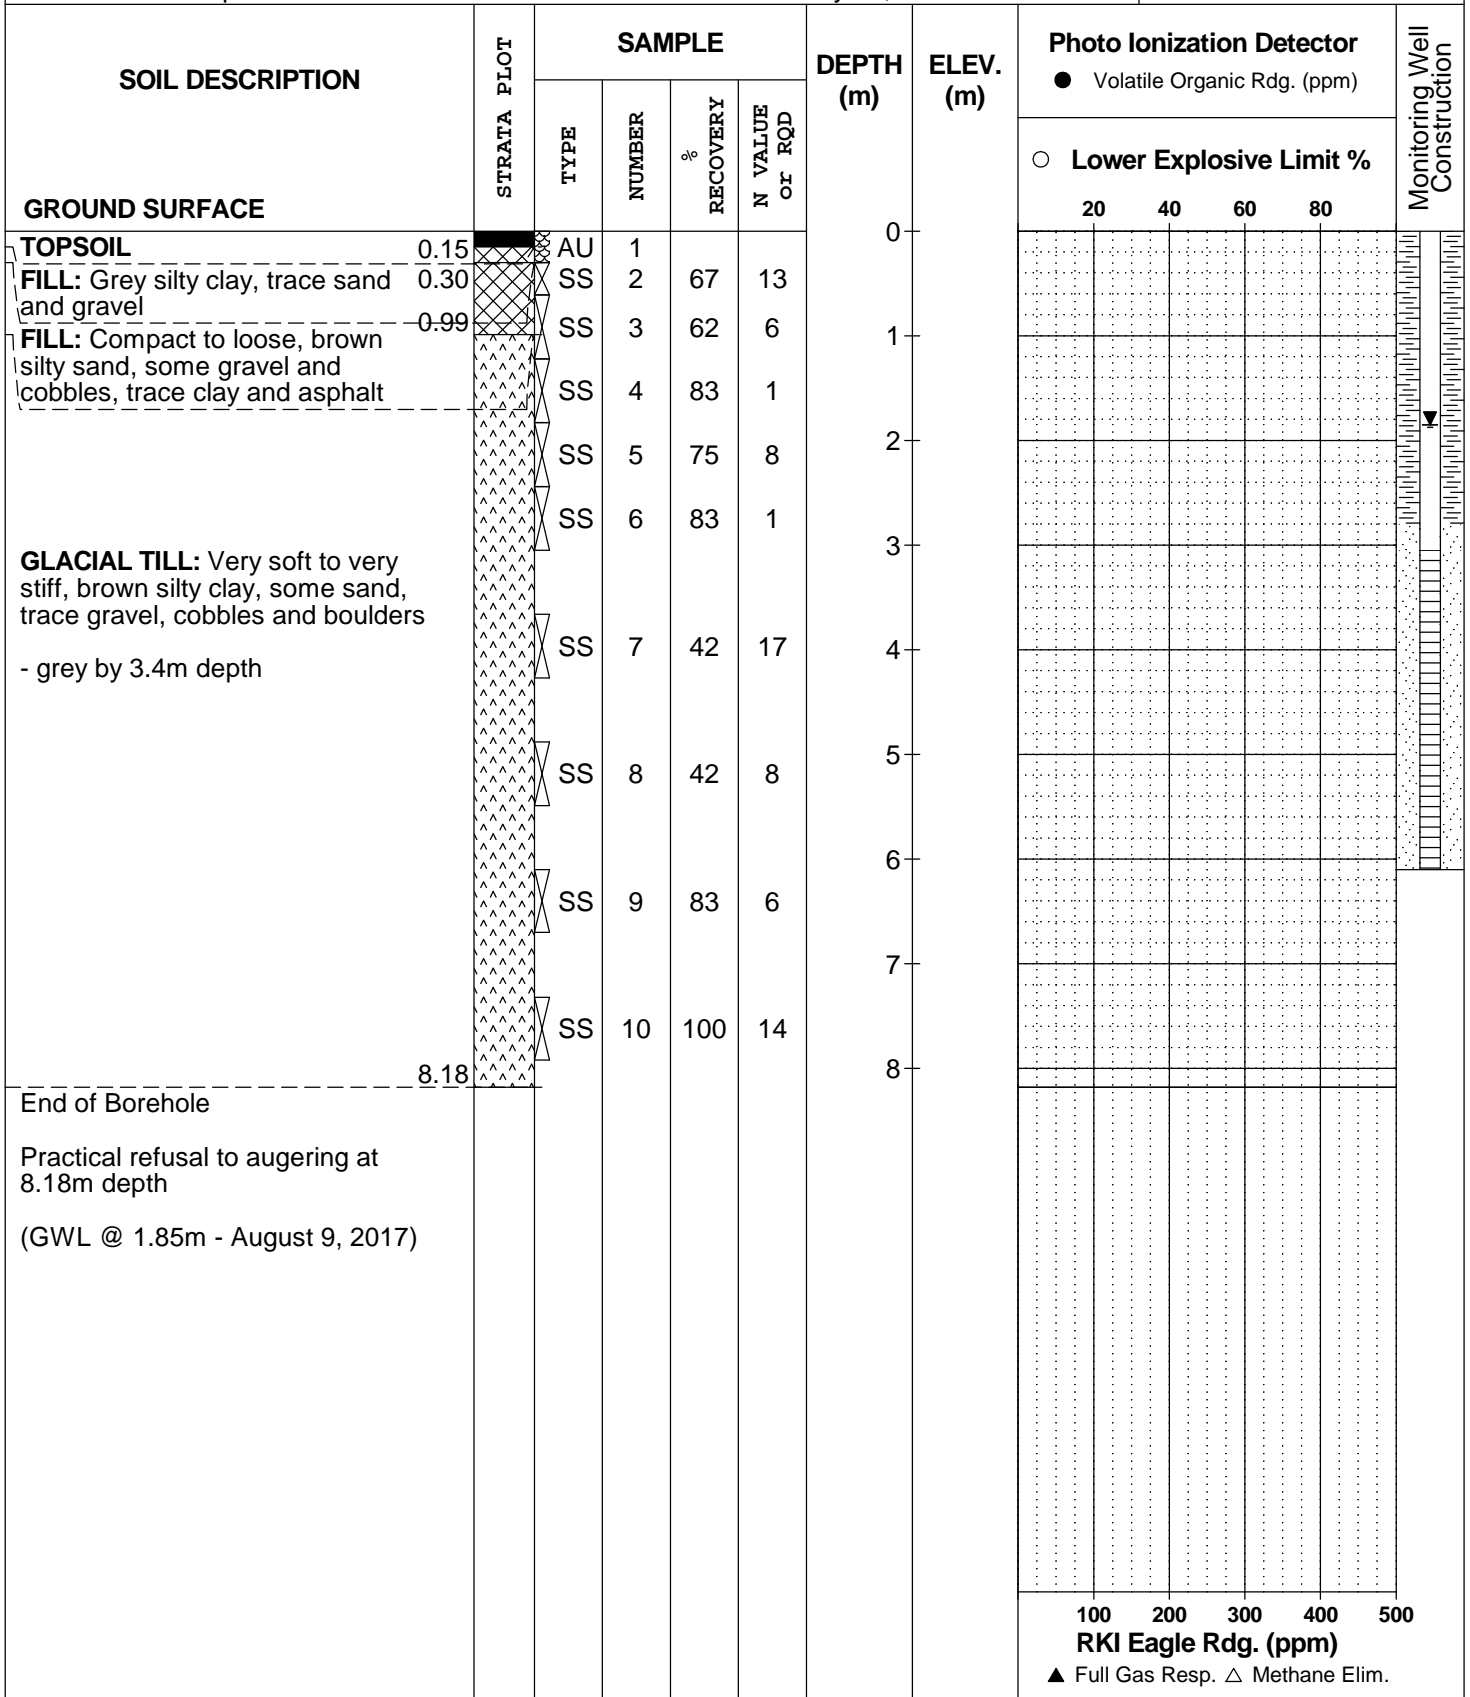 SOIL DESCRIPTION
GROUND SURFACE
STRATA PLOT
SAMPLE
TYPE
NUMBER
%
RECOVERY
N VALUE
or RQD
DEPTH
(m)
ELEV.
(m)
Photo Ionization Detector
● Volatile Organic Rdg. (ppm)
○ Lower Explosive Limit %
20 40 60 80
Monitoring Well
Construction
TOPSOIL 0.15
FILL: Grey silty clay, trace sand 0.30
and gravel
0.99
FILL: Compact to loose, brown
silty sand, some gravel and
cobbles, trace clay and asphalt
GLACIAL TILL: Very soft to very
stiff, brown silty clay, some sand,
trace gravel, cobbles and boulders
- grey by 3.4m depth
8.18
End of Borehole
Practical refusal to augering at
8.18m depth
(GWL @ 1.85m - August 9, 2017)
AU 1
SS 2 67 13
SS 3 62 6
SS 4 83 1
SS 5 75 8
SS 6 83 1
SS 7 42 17
SS 8 42 8
SS 9 83 6
SS 10 100 14
0
1
2
3
4
5
6
7
8
100 200 300 400 500
RKI Eagle Rdg. (ppm)
▲ Full Gas Resp. △ Methane Elim.